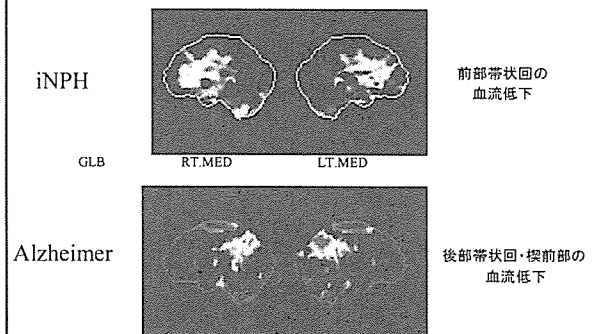 iNPH
前部帯状回の
血流低下
GLB RT.MED LT.MED
Alzheimer
後部帯状回・楔前部の
血流低下